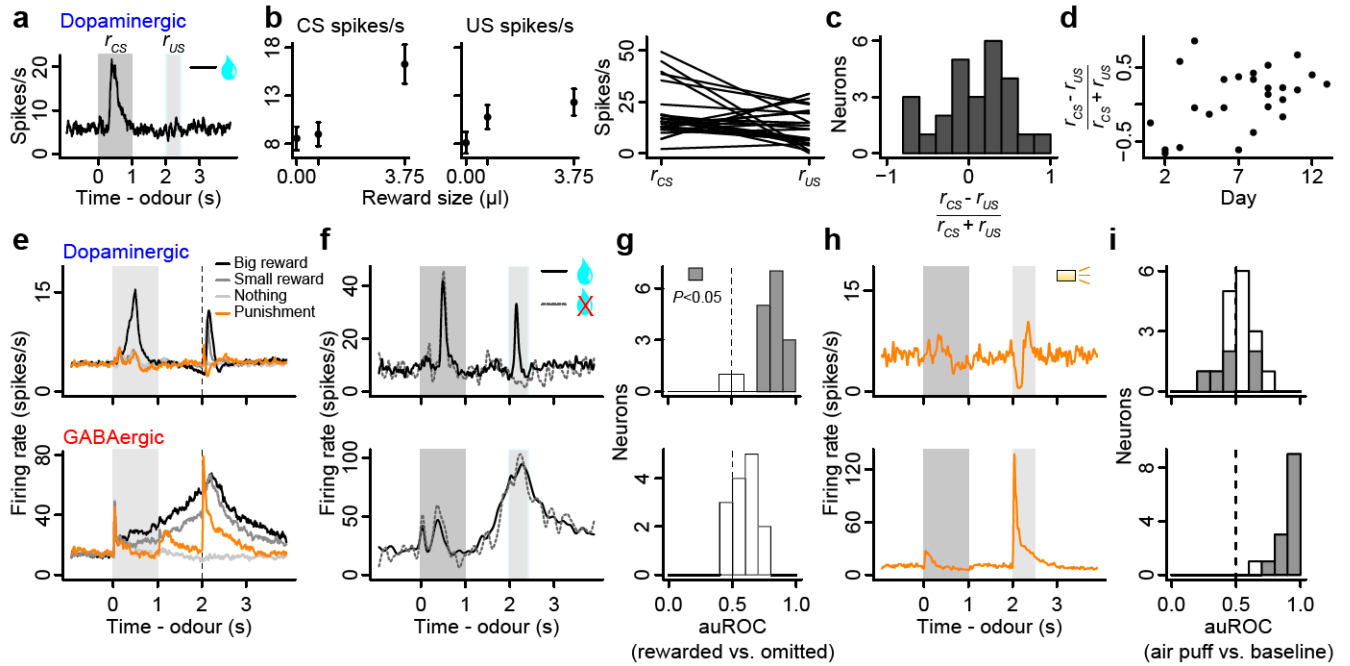 a
Dopaminergic
r_CS
r_US
Spikes/s
20
10
0
0 1 2 3
Time - odour (s)
b
CS spikes/s
US spikes/s
18
13
8
0.00 3.75
0.00 3.75
Reward size (µl)
Spikes/s
50
25
0
r_CS r_US
c
Neurons
6
3
0
−1 0 1
r_CS - r_US
r_CS + r_US
d
r_CS - r_US
r_CS + r_US
0.5
−0.5
2 7 12
Day
e
Dopaminergic
Big reward
Small reward
Nothing
Punishment
15
0
GABAergic
80
40
0
Firing rate (spikes/s)
0 1 2 3
Time - odour (s)
f
40
20
0
X
100
50
0
Firing rate (spikes/s)
0 1 2 3
Time - odour (s)
g
P<0.05
6
3
0
4
2
0
Neurons
0.0 0.5 1.0
auROC
(rewarded vs. omitted)
h
15
0
120
60
0
Firing rate (spikes/s)
0 1 2 3
Time - odour (s)
i
6
3
0
8
4
0
Neurons
0.0 0.5 1.0
auROC
(air puff vs. baseline)